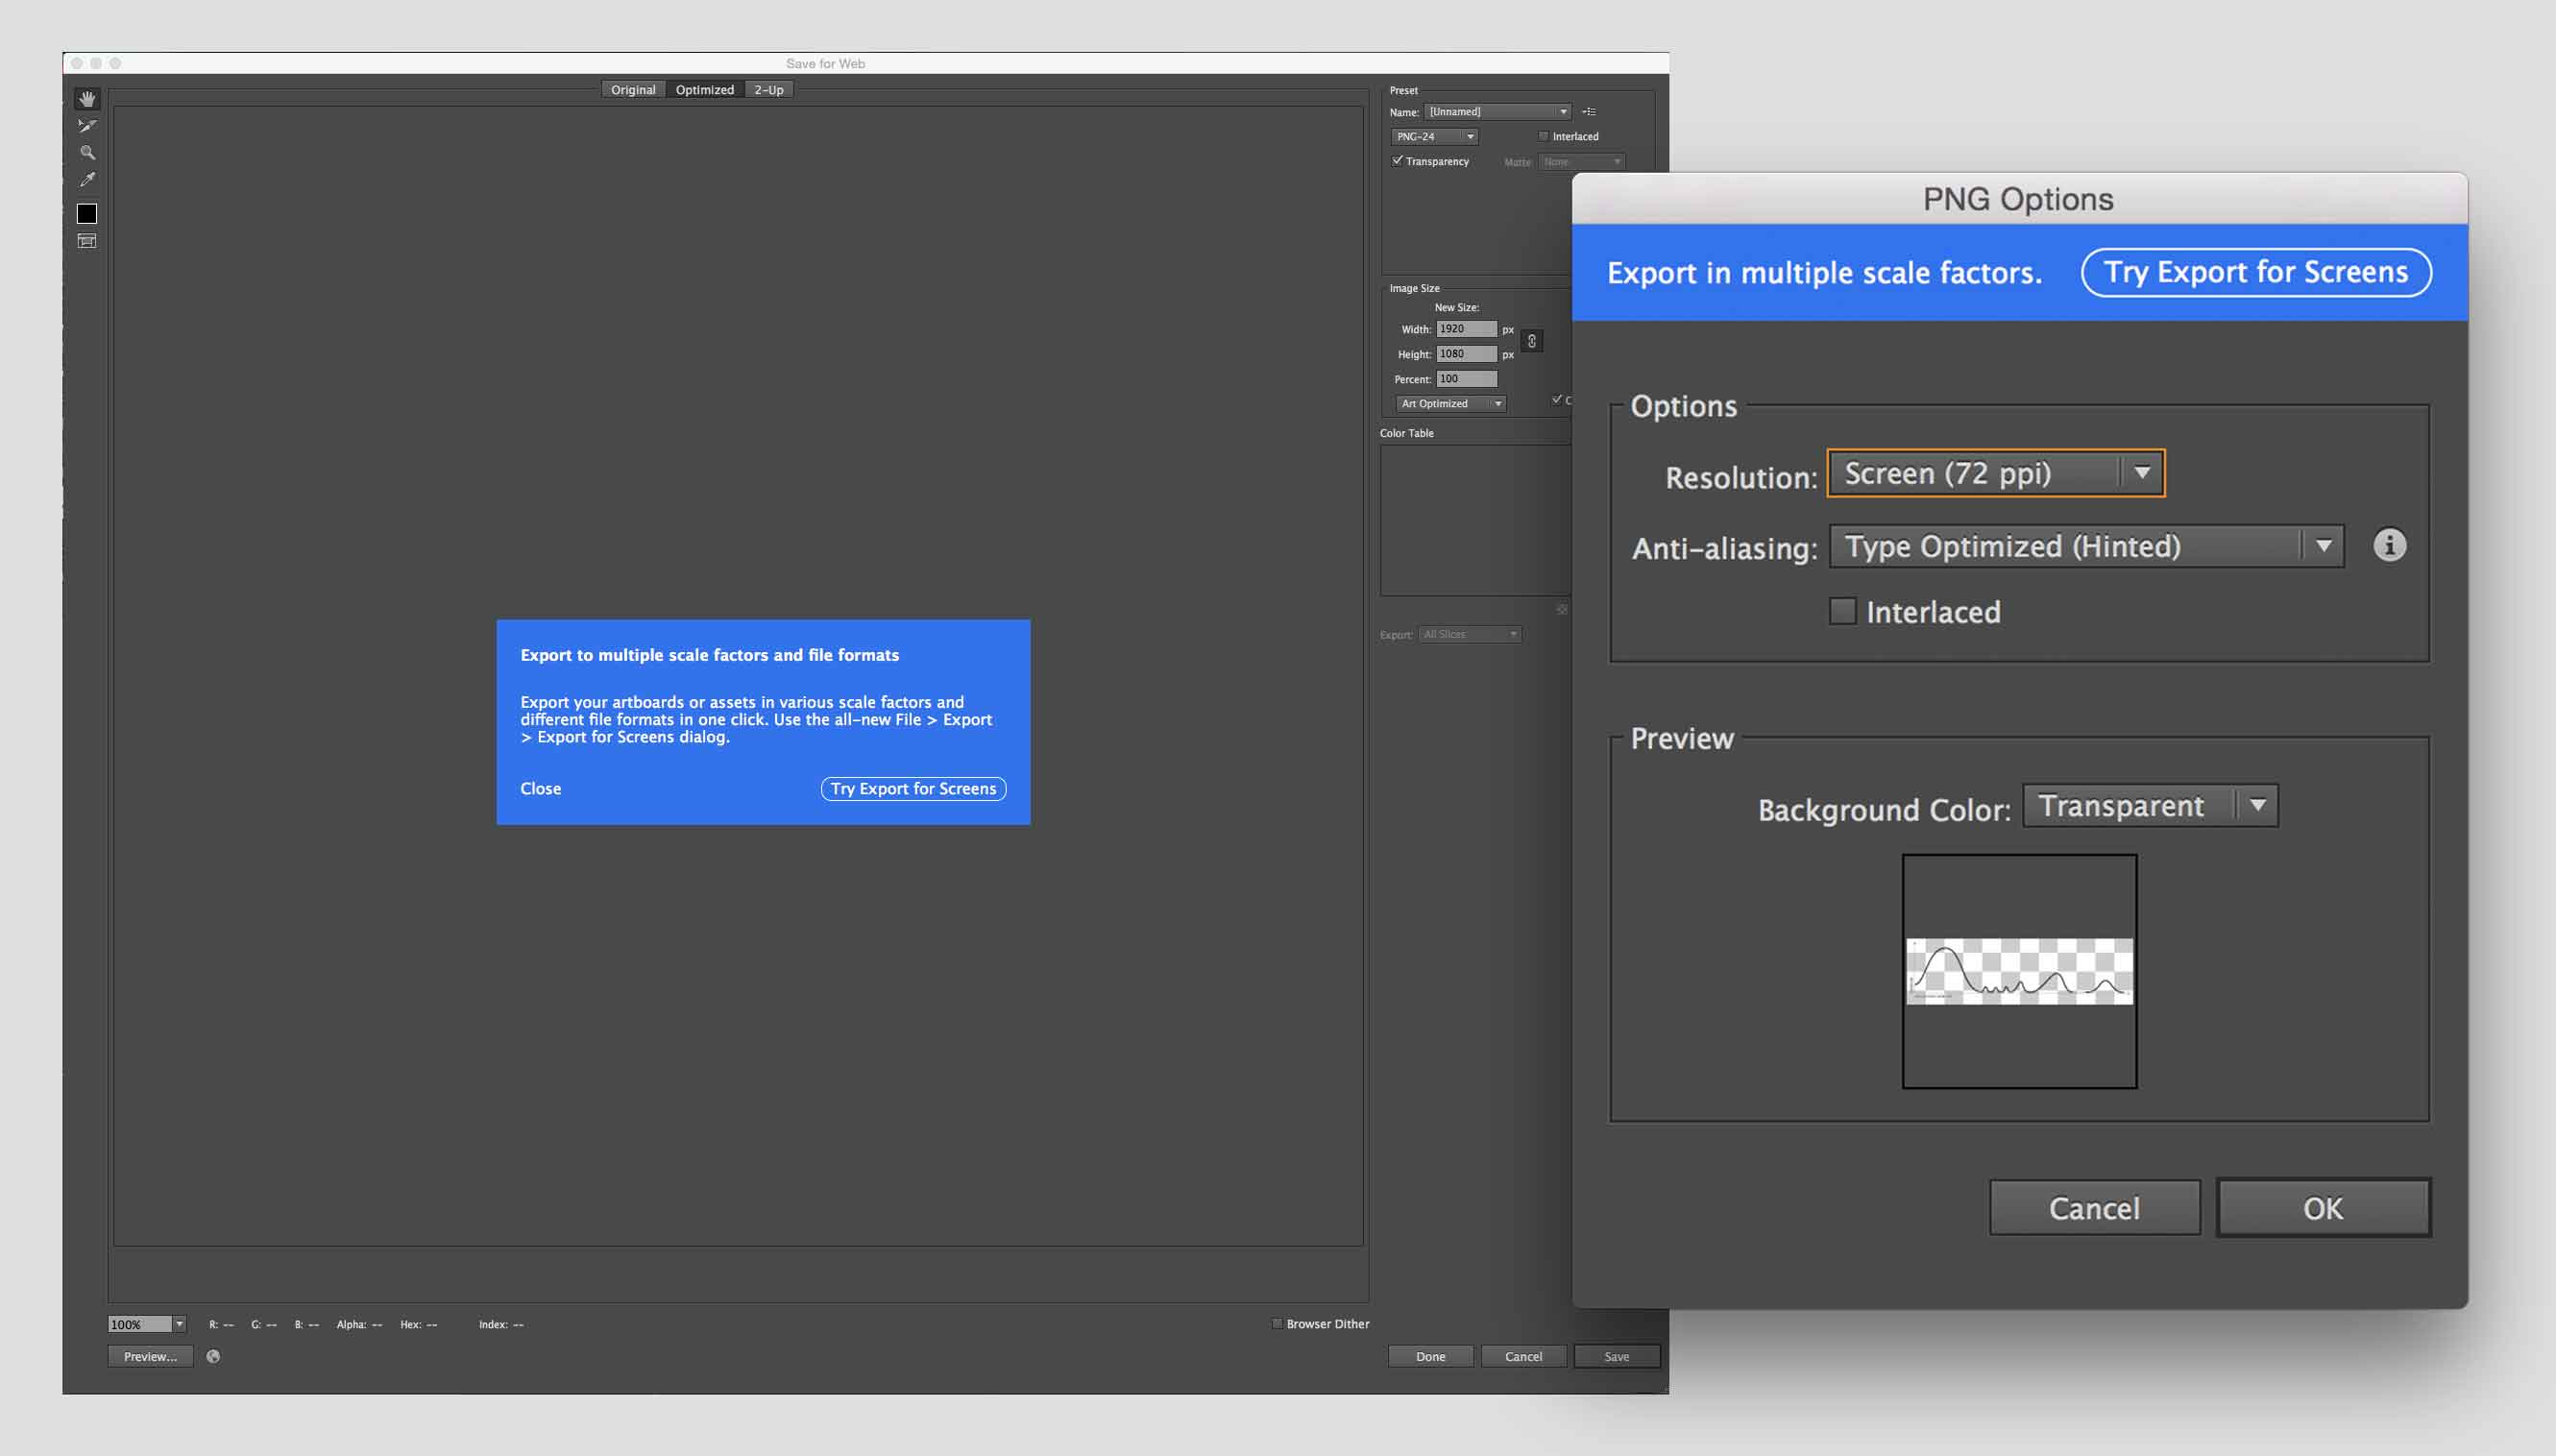 Save for Web
Original Optimized 2-Up
Preset
Name: [Unnamed]
PNG-24 Interlaced
Transparency Matte: None
Image Size
New Size:
Width: 1920 px
Height: 1080 px
Percent: 100
Art Optimized C
Color Table
Export: All Slices
Export to multiple scale factors and file formats
Export your artboards or assets in various scale factors and
different file formats in one click. Use the all-new File > Export
> Export for Screens dialog.
Close Try Export for Screens
100% R: -- G: -- B: -- Alpha: -- Hex: -- Index: -- Browser Dither
Preview... Done Cancel Save
PNG Options
Export in multiple scale factors. Try Export for Screens
Options
Resolution: Screen (72 ppi)
Anti-aliasing: Type Optimized (Hinted)
Interlaced
Preview
Background Color: Transparent
Cancel OK